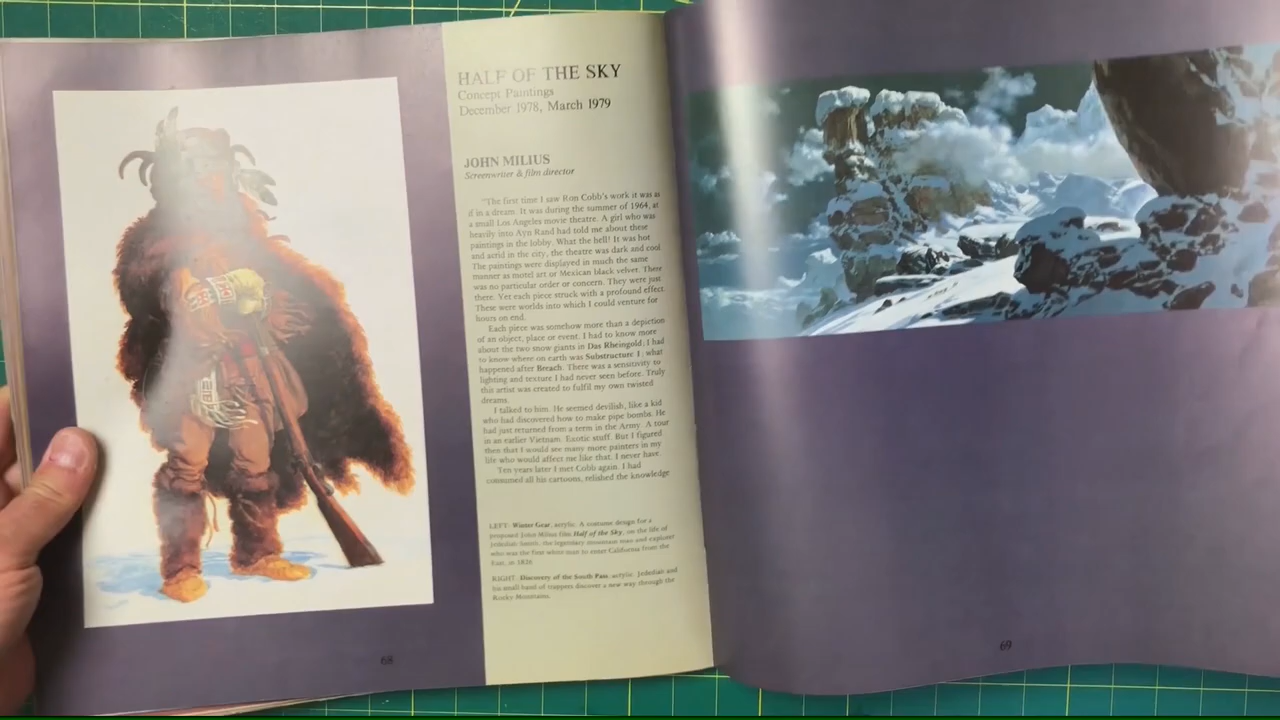 HALF OF THE SKY
Concept Paintings
December 1978, March 1979
JOHN MILIUS
Screenwriter & film director
"The first time I saw Ron Cobb's work it was as
if in a dream. It was during the summer of 1964, at
a small Los Angeles movie theatre. A girl who was
heavily into Ayn Rand had told me about these
paintings in the lobby. What the hell! It was hot
and astrid in the city, the theatre was dark and cool.
The paintings were displayed in much the same
manner as motel art or Mexican black velvet. There
was no particular order or concern. They were just
there. Yet each piece struck with a profound effect.
These were worlds into which I could venture for
hours on end.
Each piece was somehow more than a depiction
of an object, place or event. I had to know more
about the two snow giants in Das Rheingold; I had
to know where on earth was Substructure I; what
happened after Breach. There was a sensitivity to
lighting and texture I had never seen before. Truly
this artist was created to fulfil my own twisted
dreams.
I talked to him. He seemed devilish, like a kid
who had discovered how to make pipe bombs. He
had just returned from a term in the Army. A tour
in an earlier Vietnam. Exotic stuff. But I figured
then that I would see many more painters in my
life who would affect me like that. I never have.
Ten years later I met Cobb again. I had
consumed all his cartoons, relished the knowledge
LEFT: Winter Gear, acrylic. A costume design for a
proposed John Milius film Half of the Sky, on the life of
Jedediah Smith, the legendary mountain man and explorer
who was the first white man to enter California from the
East, in 1826.
RIGHT: Discovery of the South Pass, acrylic. Jedediah and
his small band of trappers discover a new way through the
Rocky Mountains.
68
69